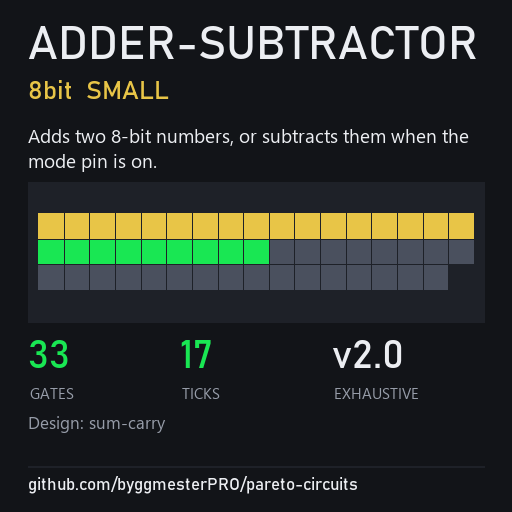 ADDER-SUBTRACTOR
8bit SMALL
Adds two 8-bit numbers, or subtracts them when the
mode pin is on.
33 17 v2.0
GATES TICKS EXHAUSTIVE
Design: sum-carry
github.com/byggmesterPRO/pareto-circuits